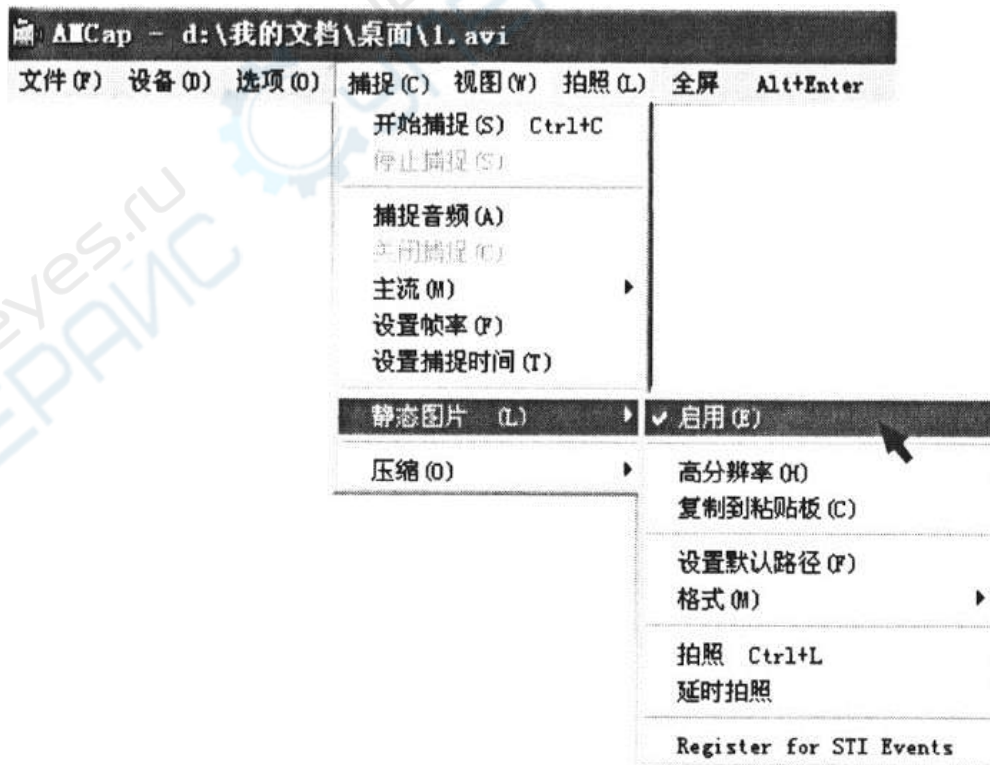 AMCap - d:\我的文档\桌面\1.avi
文件(F) 设备(D) 选项(O) 捕捉(C) 视图(W) 拍照(L) 全屏 Alt+Enter
开始捕捉(S) Ctrl+C
停止捕捉(S)
捕捉音频(A)
关闭捕捉(C)
主流(M)
设置帧率(F)
设置捕捉时间(T)
静态图片 (L)
启用(E)
压缩(O)
高分辨率(H)
复制到粘贴板(C)
设置默认路径(F)
格式(M)
拍照 Ctrl+L
延时拍照
Register for STI Events
eyes.ru
СЕРВИС